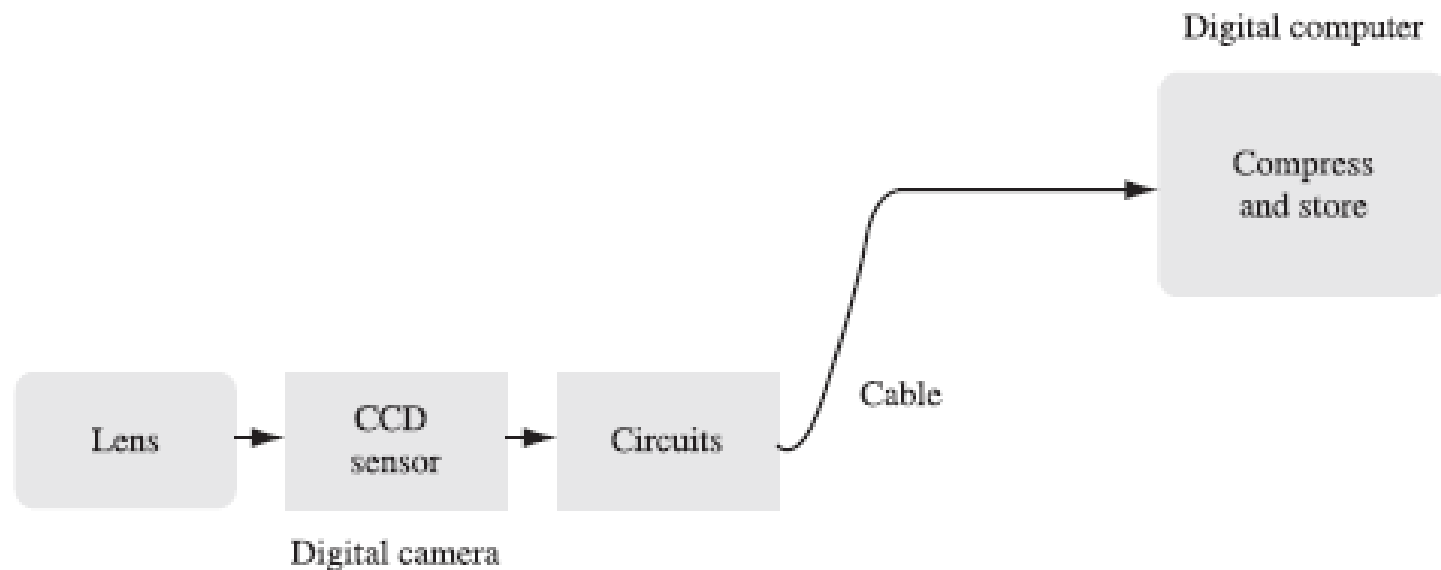 Digital computer
Compress
and store
Cable
Lens
CCD
sensor
Circuits
Digital camera